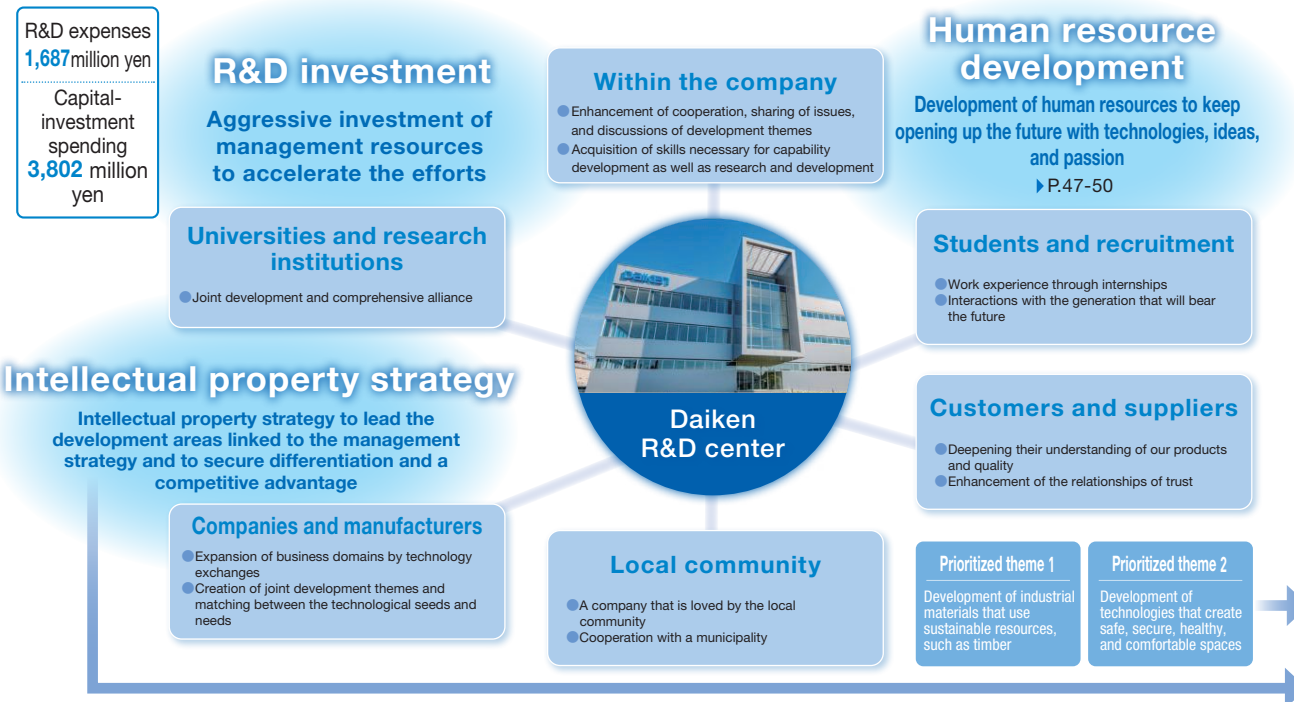 R&D expenses
1,687 million yen
Capital-
investment
spending
3,802 million
yen
R&D investment
Aggressive investment of
management resources
to accelerate the efforts
Within the company
●Enhancement of cooperation, sharing of issues,
and discussions of development themes
●Acquisition of skills necessary for capability
development as well as research and development
Human resource
development
Development of human resources to keep
opening up the future with technologies, ideas,
and passion
▶P.47-50
Universities and research
institutions
●Joint development and comprehensive alliance
Students and recruitment
●Work experience through internships
●Interactions with the generation that will bear
the future
DAIKEN
Daiken
R&D center
Intellectual property strategy
Intellectual property strategy to lead the
development areas linked to the management
strategy and to secure differentiation and a
competitive advantage
Customers and suppliers
●Deepening their understanding of our products
and quality
●Enhancement of the relationships of trust
Companies and manufacturers
●Expansion of business domains by technology
exchanges
●Creation of joint development themes and
matching between the technological seeds and
needs
Local community
●A company that is loved by the local
community
●Cooperation with a municipality
Prioritized theme 1
Development of industrial
materials that use
sustainable resources,
such as timber
Prioritized theme 2
Development of
technologies that create
safe, secure, healthy,
and comfortable spaces